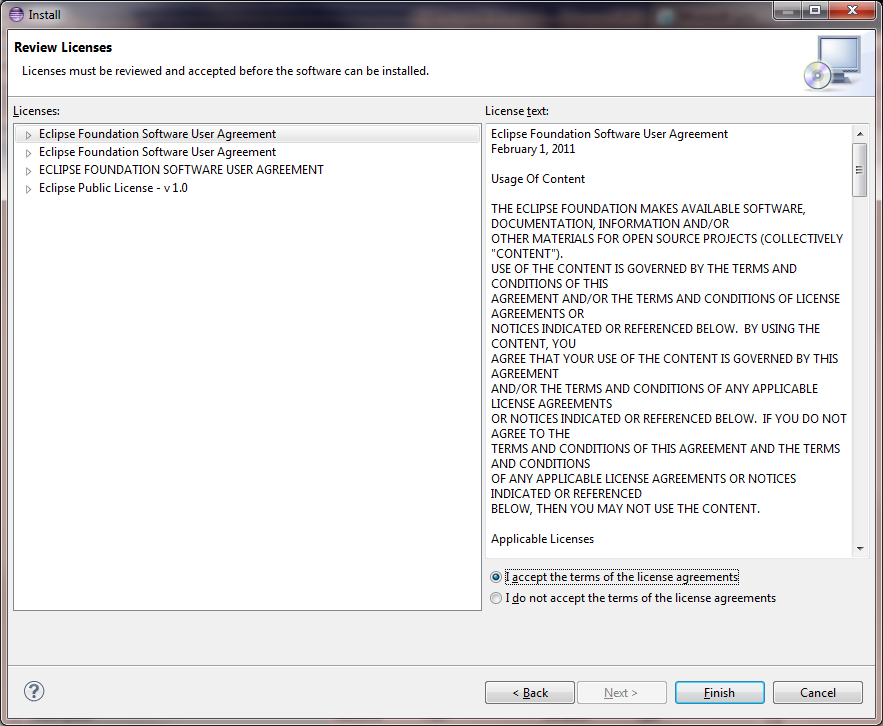 Install
Review Licenses
Licenses must be reviewed and accepted before the software can be installed.
Licenses:
Eclipse Foundation Software User Agreement
Eclipse Foundation Software User Agreement
ECLIPSE FOUNDATION SOFTWARE USER AGREEMENT
Eclipse Public License - v 1.0
License text:
Eclipse Foundation Software User Agreement
February 1, 2011
Usage Of Content
THE ECLIPSE FOUNDATION MAKES AVAILABLE SOFTWARE,
DOCUMENTATION, INFORMATION AND/OR
OTHER MATERIALS FOR OPEN SOURCE PROJECTS (COLLECTIVELY
"CONTENT").
USE OF THE CONTENT IS GOVERNED BY THE TERMS AND
CONDITIONS OF THIS
AGREEMENT AND/OR THE TERMS AND CONDITIONS OF LICENSE
AGREEMENTS OR
NOTICES INDICATED OR REFERENCED BELOW.  BY USING THE
CONTENT, YOU
AGREE THAT YOUR USE OF THE CONTENT IS GOVERNED BY THIS
AGREEMENT
AND/OR THE TERMS AND CONDITIONS OF ANY APPLICABLE
LICENSE AGREEMENTS
OR NOTICES INDICATED OR REFERENCED BELOW.  IF YOU DO NOT
AGREE TO THE
TERMS AND CONDITIONS OF THIS AGREEMENT AND THE TERMS
AND CONDITIONS
OF ANY APPLICABLE LICENSE AGREEMENTS OR NOTICES
INDICATED OR REFERENCED
BELOW, THEN YOU MAY NOT USE THE CONTENT.
Applicable Licenses
I accept the terms of the license agreements
I do not accept the terms of the license agreements
?
< Back
Next >
Finish
Cancel